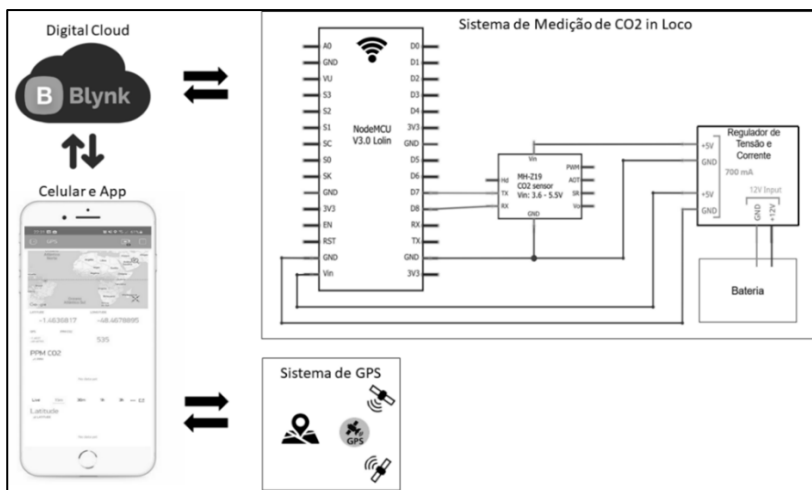 Digital Cloud
B Blynk
Celular e App
GPS
-1.4636817
535
PPM CO2
Latitude
Sistema de Medição de CO2 in Loco
A0
GND
VU
S3
S2
S1
SC
S0
SK
GND
3V3
EN
RST
GND
Vin
NodeMCU
V3.0 Lolin
D0
D1
D2
D3
D4
3V3
GND
D5
D6
D7
D8
RX
TX
GND
3V3
Vin
Hd
TX
RX
MH-Z19
CO2 sensor
Vin: 3.6 - 5.5V
GND
PWM
AOT
SR
Vo
Regulador de
Tensão e
Corrente
+5V
GND
700 mA
12V Input
+5V
GND
GND
+12V
Bateria
Sistema de GPS
GPS